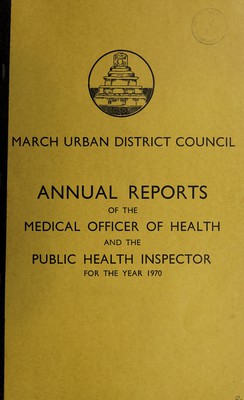 MARCH URBAN DISTRICT COUNCIL
ANNUAL REPORTS
OF THE
MEDICAL OFFICER OF HEALTH
AND THE
PUBLIC HEALTH INSPECTOR
FOR THE YEAR 1970